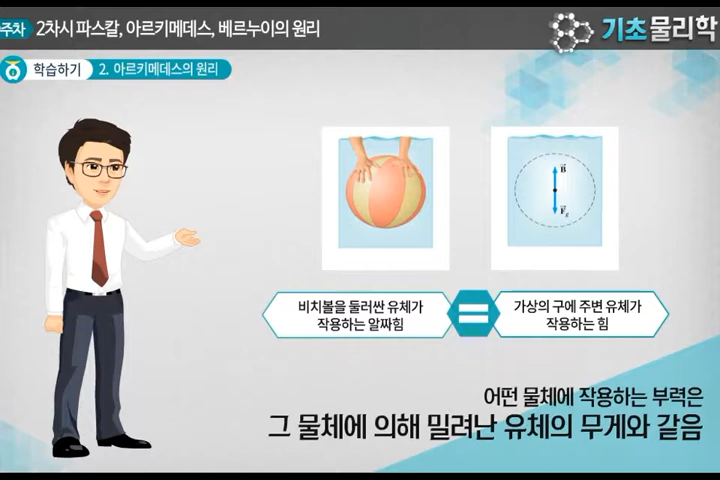 주차 2차시 파스칼, 아르키메데스, 베르누이의 원리
기초물리학
학습하기 2. 아르키메데스의 원리
B
Fg
비치볼을 둘러싼 유체가
작용하는 알짜힘
=
가상의 구에 주변 유체가
작용하는 힘
어떤 물체에 작용하는 부력은
그 물체에 의해 밀려난 유체의 무게와 같음